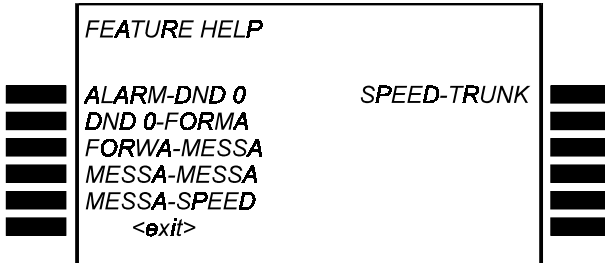 FEATURE HELP
ALARM-DND 0 SPEED-TRUNK
DND 0-FORMA
FORWA-MESSA
MESSA-MESSA
MESSA-SPEED
<exit>